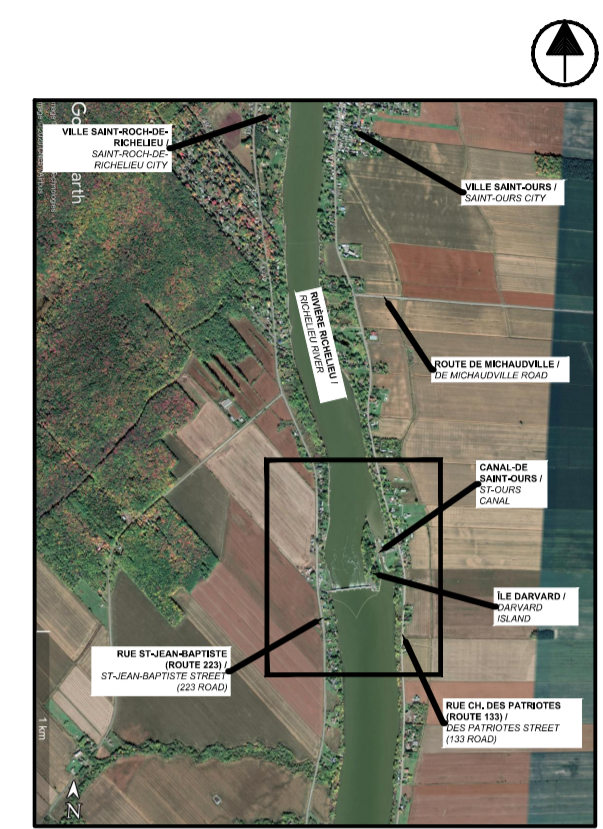 VILLE SAINT-ROCH-DE-
RICHELIEU /
SAINT-ROCH-DE-
RICHELIEU CITY
VILLE SAINT-OURS /
SAINT-OURS CITY
RIVIÈRE RICHELIEU /
RICHELIEU RIVER
ROUTE DE MICHAUDVILLE /
DE MICHAUDVILLE ROAD
CANAL-DE
SAINT-OURS /
ST-OURS
CANAL
ÎLE DARVARD /
DARVARD
ISLAND
RUE ST-JEAN-BAPTISTE
(ROUTE 223) /
ST-JEAN-BAPTISTE STREET
(223 ROAD)
RUE CH. DES PATRIOTES
(ROUTE 133) /
DES PATRIOTES STREET
(133 ROAD)
1 km
N